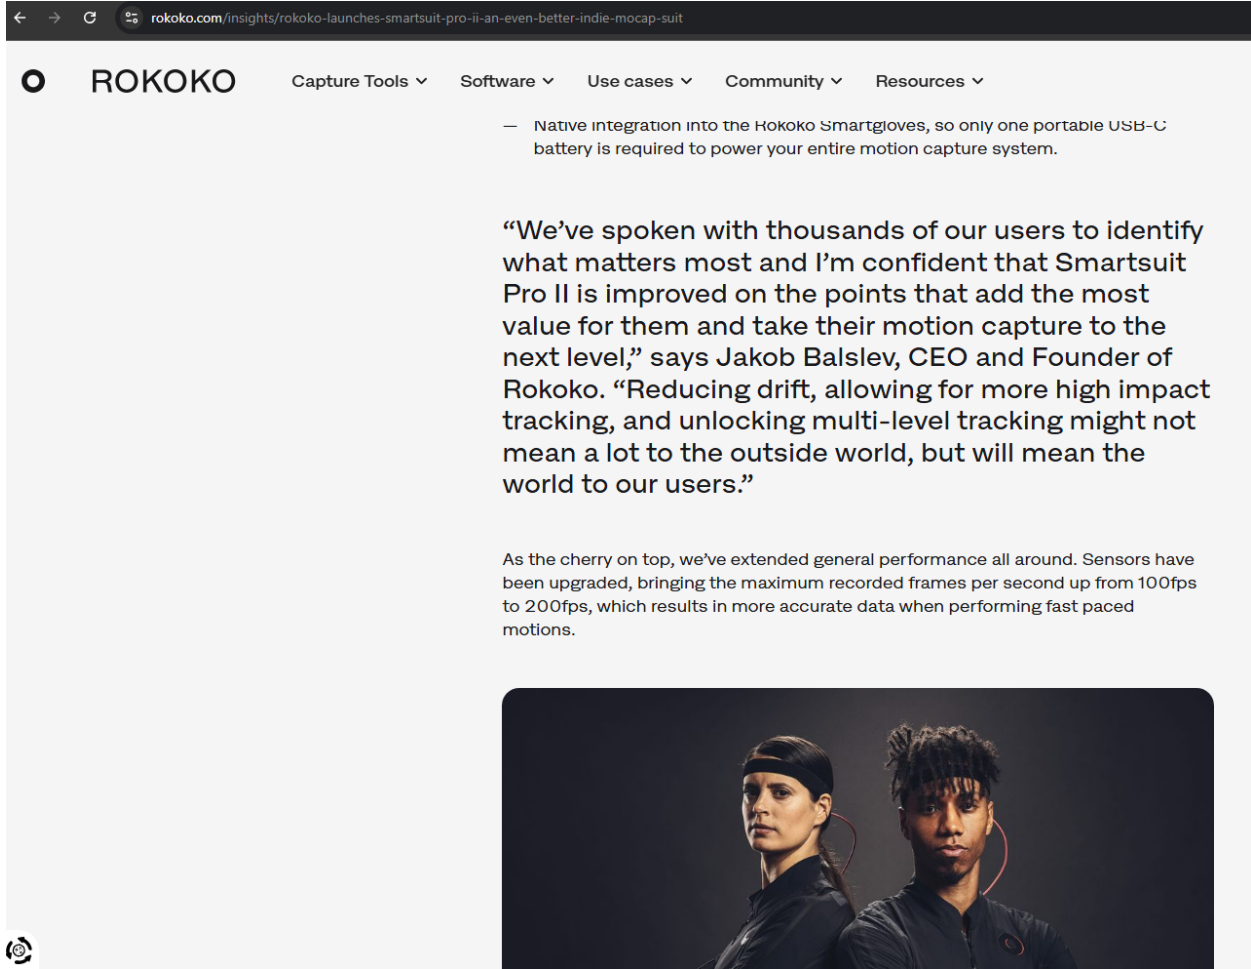 rokoko.com/insights/rokoko-launches-smartsuit-pro-ii-an-even-better-indie-mocap-suit
ROKOKO
Capture Tools
Software
Use cases
Community
Resources
— Native integration into the Rokoko Smartgloves, so only one portable USB-C
battery is required to power your entire motion capture system.
“We’ve spoken with thousands of our users to identify
what matters most and I’m confident that Smartsuit
Pro II is improved on the points that add the most
value for them and take their motion capture to the
next level,” says Jakob Balslev, CEO and Founder of
Rokoko. “Reducing drift, allowing for more high impact
tracking, and unlocking multi-level tracking might not
mean a lot to the outside world, but will mean the
world to our users.”
As the cherry on top, we’ve extended general performance all around. Sensors have
been upgraded, bringing the maximum recorded frames per second up from 100fps
to 200fps, which results in more accurate data when performing fast paced
motions.